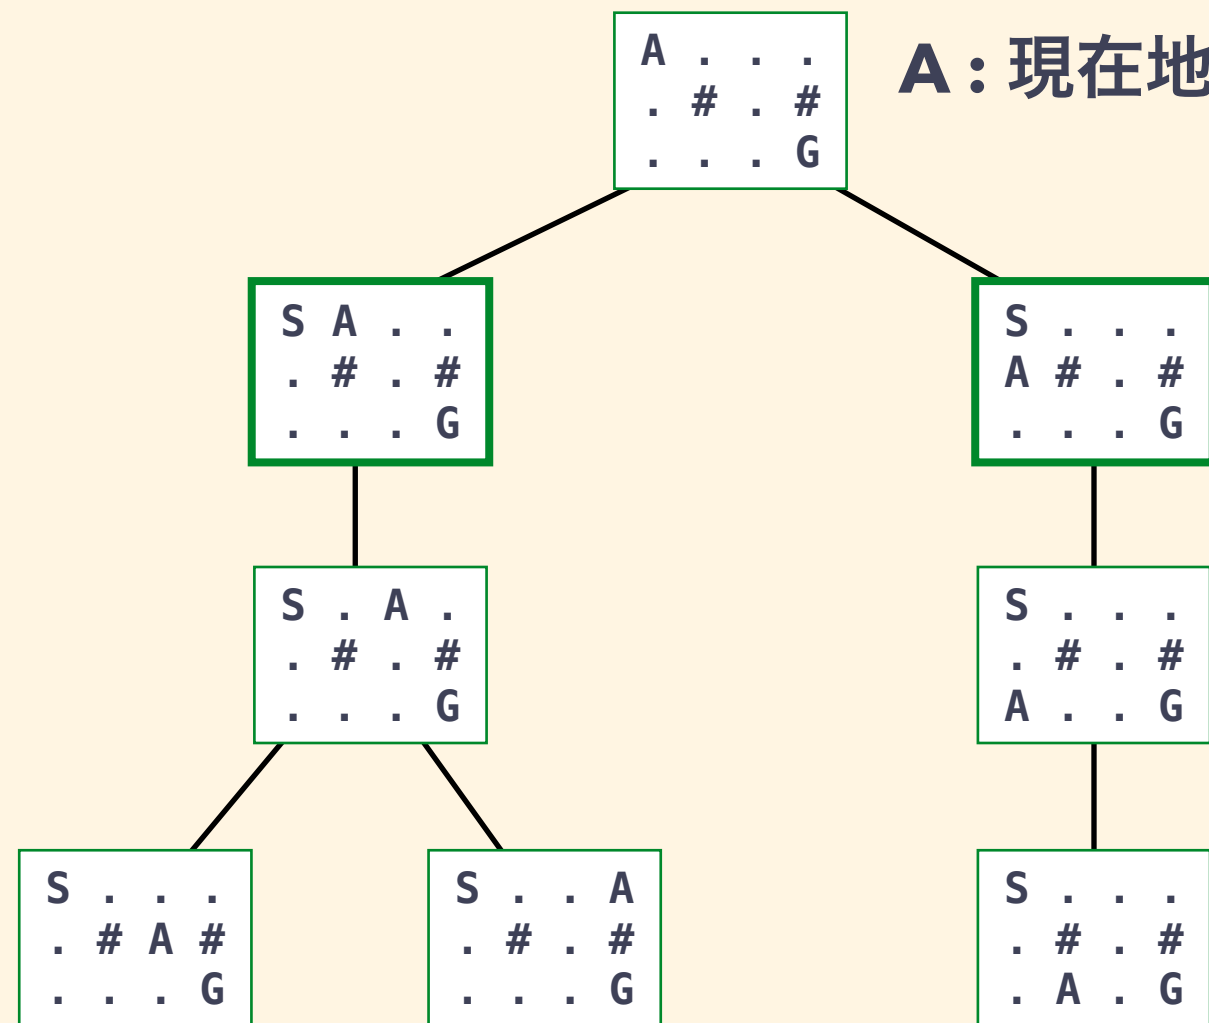 A . . .
. # . #
. . . G
A : 現在地
S A . .
. # . #
. . . G
S . . .
A # . #
. . . G
S . A .
. # . #
. . . G
S . . .
. # . #
A . . G
S . . .
. # A #
. . . G
S . . A
. # . #
. . . G
S . . .
. # . #
. A . G